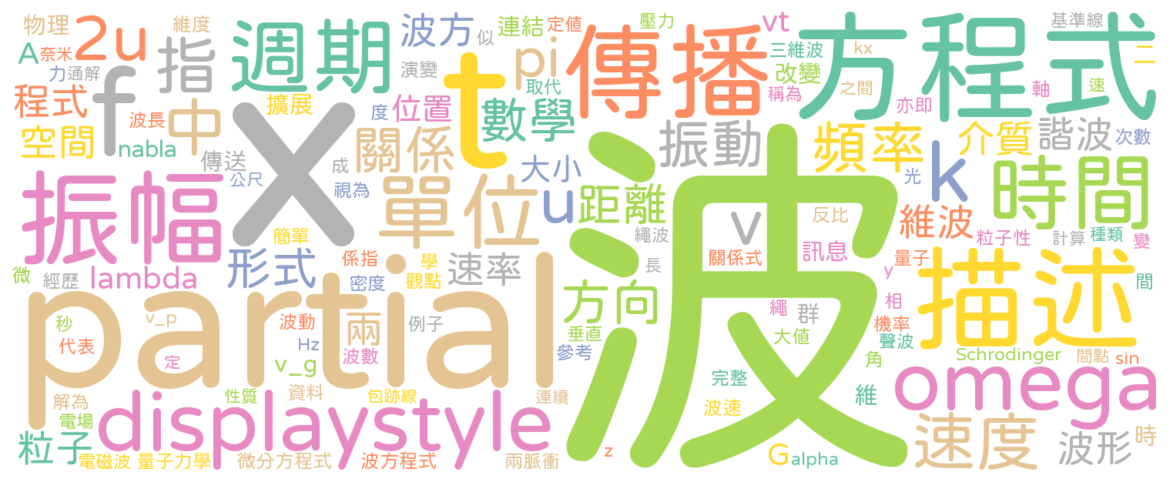 物理
奈米
維度
A
2u
力
通解
f
指
週期
波方
似
連結
定值
壓力
vt
三維波
基準線
方程式
演變
pi
取代
傳播
改變
稱為
kx
之間
二
程式
波長
中
擴展
t
度
位置
數學
亦即
軸
速
空間
nabla
傳送
X
關係
成
公尺
視為
大小
振動
頻率
介質
諧波
次數
光
k
時間
振幅
單位
u
距離
V
反比
維波
粒子性
計算
種類
變
微
經歷
lambda
簡單
形式
係指
學
觀點
密度
速率
繩波
長
波
關係式
訊息
y
量子
描述
間
partial
秒
v_p
代表
定
波動
Hz
波數
兩
例子
v_g
方向
垂直
參考
繩
群
大值
相
機率
聲波
角
Schrodinger
間點
sin
解為
電場
displaystyle
性質
資料
包跡線
連續
完整
波速
維
omega
粒子
電磁波
量子力學
微分方程式
波方程式
兩脈衝
z
G
alpha
速度
波形
時